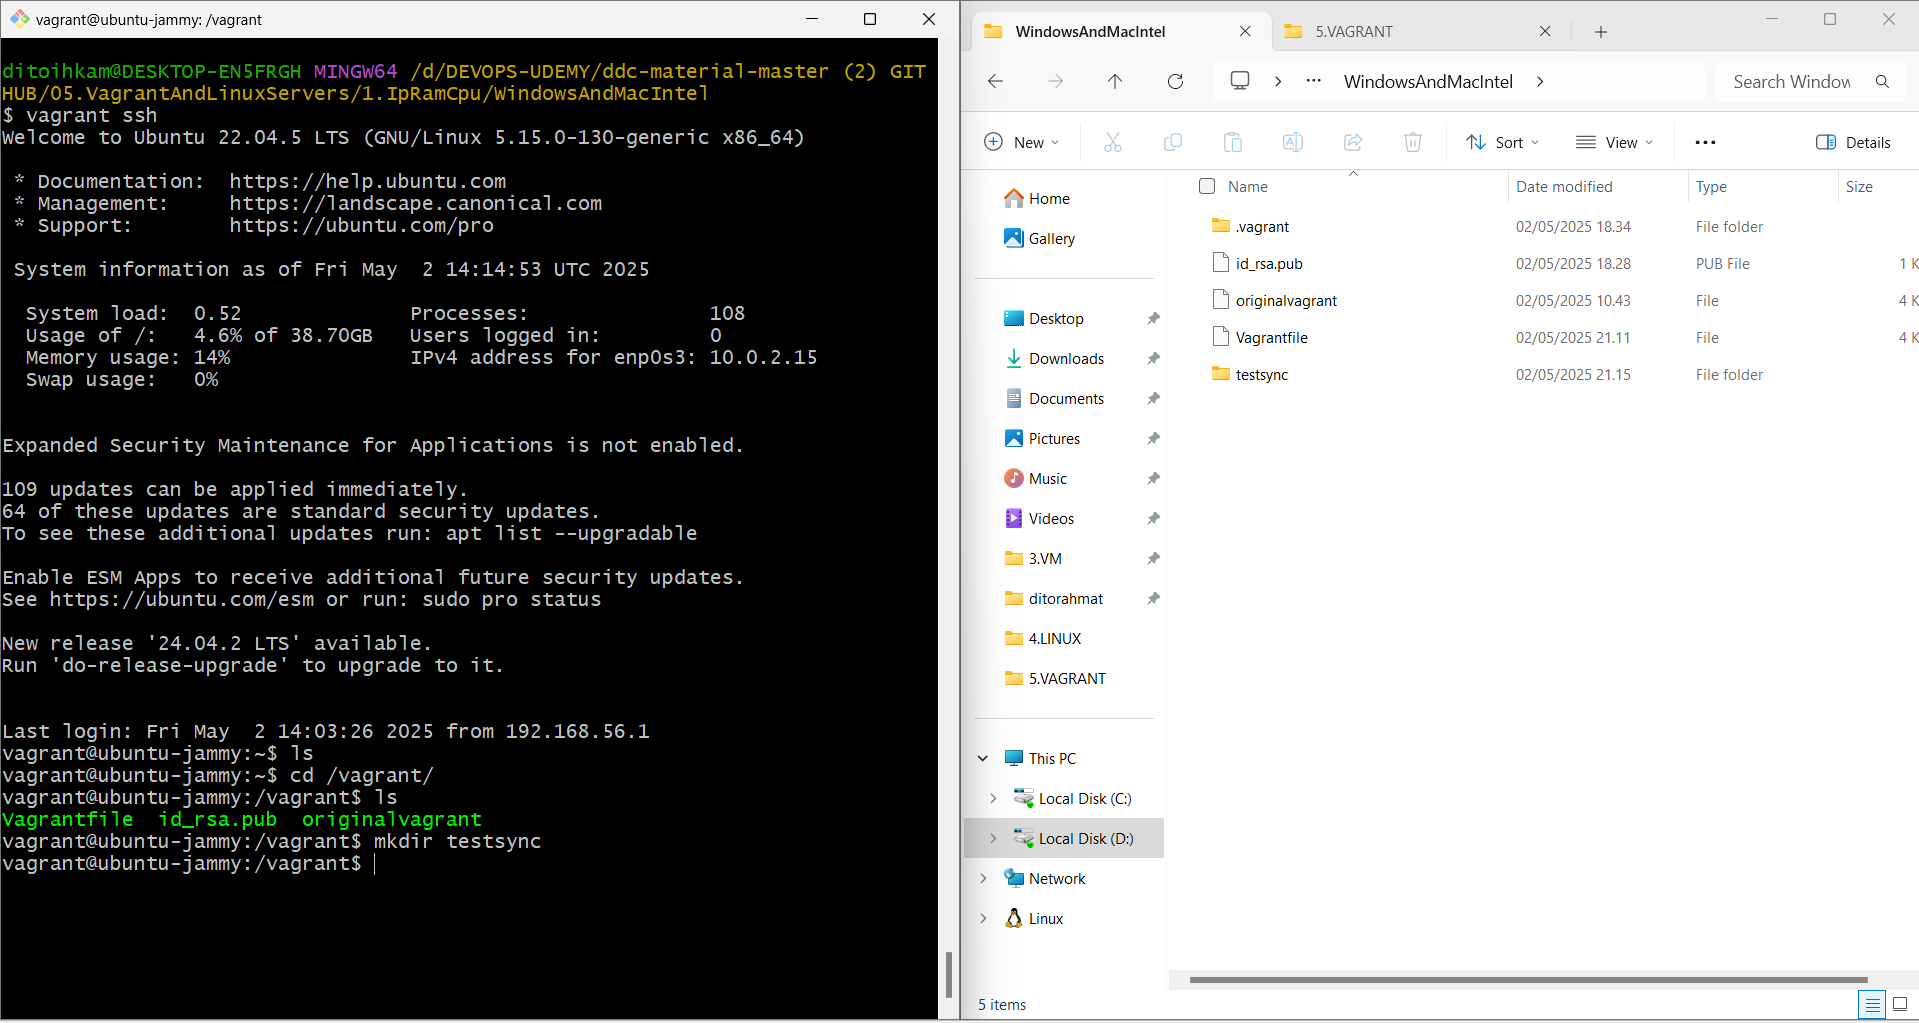 vagrant@ubuntu-jammy: /vagrant
ditoihkam@DESKTOP-EN5FRGH MINGW64 /d/DEVOPS-UDEMY/ddc-material-master (2) GIT
HUB/05.VagrantAndLinuxServers/1.IpRamCpu/WindowsAndMacIntel
$ vagrant ssh
Welcome to Ubuntu 22.04.5 LTS (GNU/Linux 5.15.0-130-generic x86_64)
* Documentation:  https://help.ubuntu.com
* Management:     https://landscape.canonical.com
* Support:        https://ubuntu.com/pro
System information as of Fri May  2 14:14:53 UTC 2025
System load:  0.52              Processes:               108
Usage of /:   4.6% of 38.70GB   Users logged in:         0
Memory usage: 14%               IPv4 address for enp0s3: 10.0.2.15
Swap usage:   0%
Expanded Security Maintenance for Applications is not enabled.
109 updates can be applied immediately.
64 of these updates are standard security updates.
To see these additional updates run: apt list --upgradable
Enable ESM Apps to receive additional future security updates.
See https://ubuntu.com/esm or run: sudo pro status
New release '24.04.2 LTS' available.
Run 'do-release-upgrade' to upgrade to it.
Last login: Fri May  2 14:03:26 2025 from 192.168.56.1
vagrant@ubuntu-jammy:~$ ls
vagrant@ubuntu-jammy:~$ cd /vagrant/
vagrant@ubuntu-jammy:/vagrant$ ls
Vagrantfile  id_rsa.pub  originalvagrant
vagrant@ubuntu-jammy:/vagrant$ mkdir testsync
vagrant@ubuntu-jammy:/vagrant$
WindowsAndMacIntel 5.VAGRANT
WindowsAndMacIntel Search Window
New Sort View Details
Home
Gallery
Desktop
Downloads
Documents
Pictures
Music
Videos
3.VM
ditorahmat
4.LINUX
5.VAGRANT
This PC
Local Disk (C:)
Local Disk (D:)
Network
Linux
Name Date modified Type Size
.vagrant 02/05/2025 18.34 File folder
id_rsa.pub 02/05/2025 18.28 PUB File 1 K
originalvagrant 02/05/2025 10.43 File 4 K
Vagrantfile 02/05/2025 21.11 File 4 K
testsync 02/05/2025 21.15 File folder
5 items